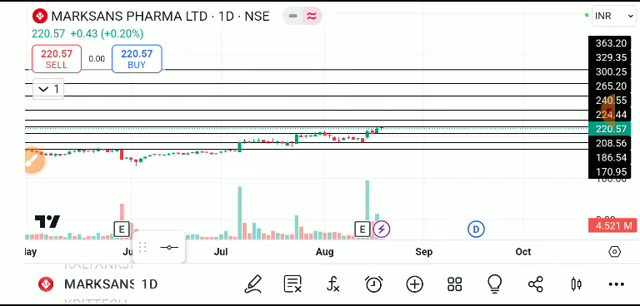 MARKSANS PHARMA LTD · 1D · NSE
INR
220.57 +0.43 (+0.20%)
220.57
SELL
0.00
220.57
BUY
1
363.20
329.35
300.25
265.20
240.55
224.44
220.57
208.56
186.54
170.95
4.521 M
E
E
D
Jul
Aug
Sep
Oct
MARKSANS 1D